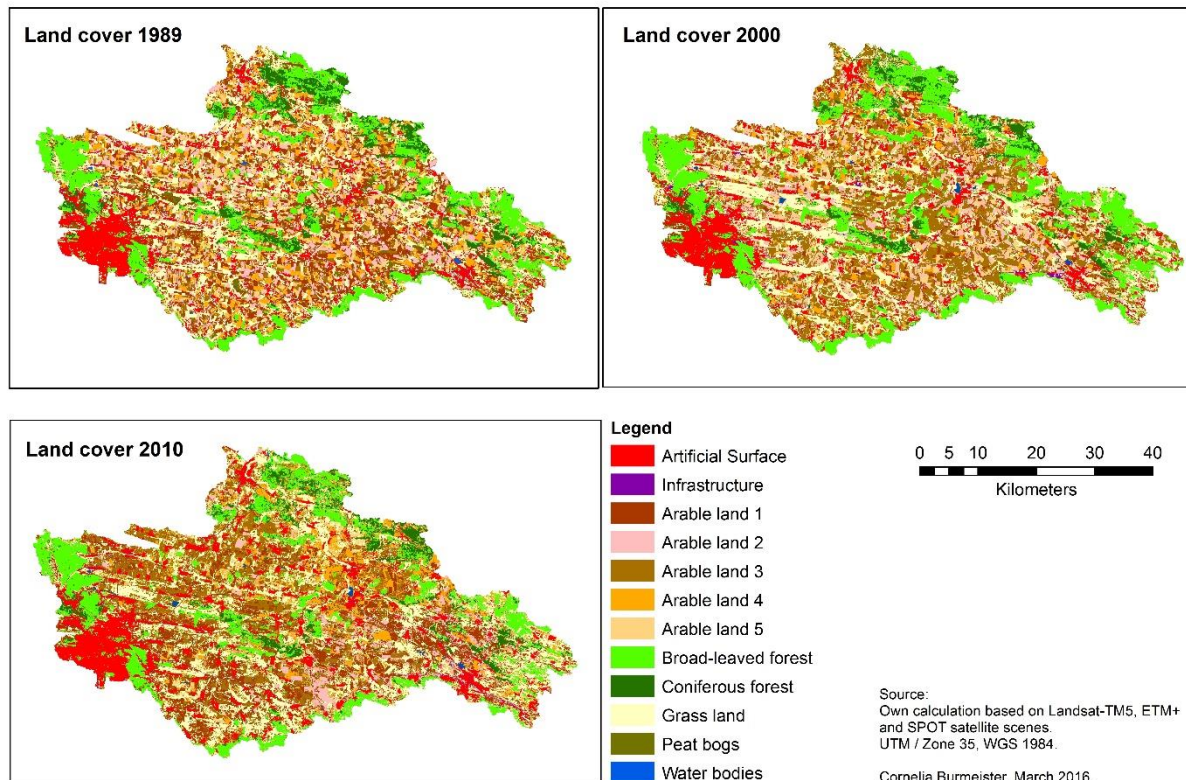 Land cover 1989
Land cover 2000
Land cover 2010
Legend
Artificial Surface
Infrastructure
Arable land 1
Arable land 2
Arable land 3
Arable land 4
Arable land 5
Broad-leaved forest
Coniferous forest
Grass land
Peat bogs
Water bodies
0 5 10 20 30 40
Kilometers
Source:
Own calculation based on Landsat-TM5, ETM+
and SPOT satellite scenes.
UTM / Zone 35, WGS 1984.
Cornelia Burmeister, March 2016